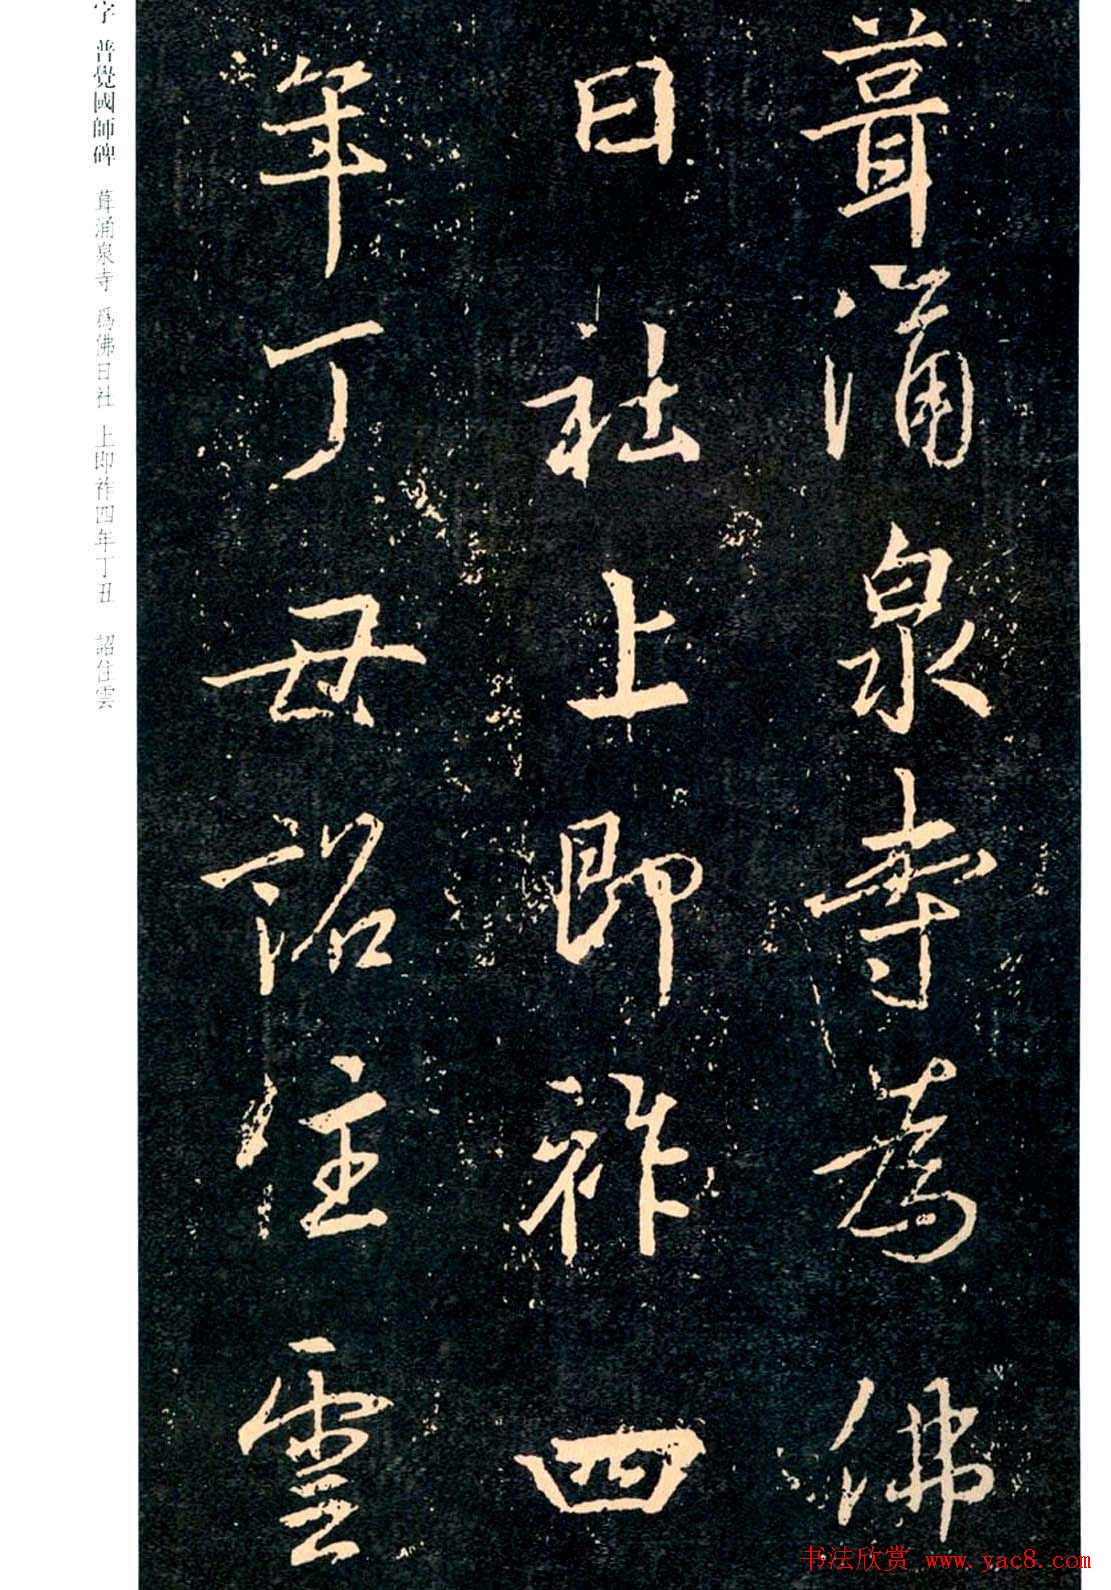 葺涌泉寺為佛
日社上即祚四
年丁丑詔住雲
字 普覺國師碑 葺涌泉寺 爲佛日社 上即祚四年丁丑 詔住雲
书法欣赏 www.yac8.com